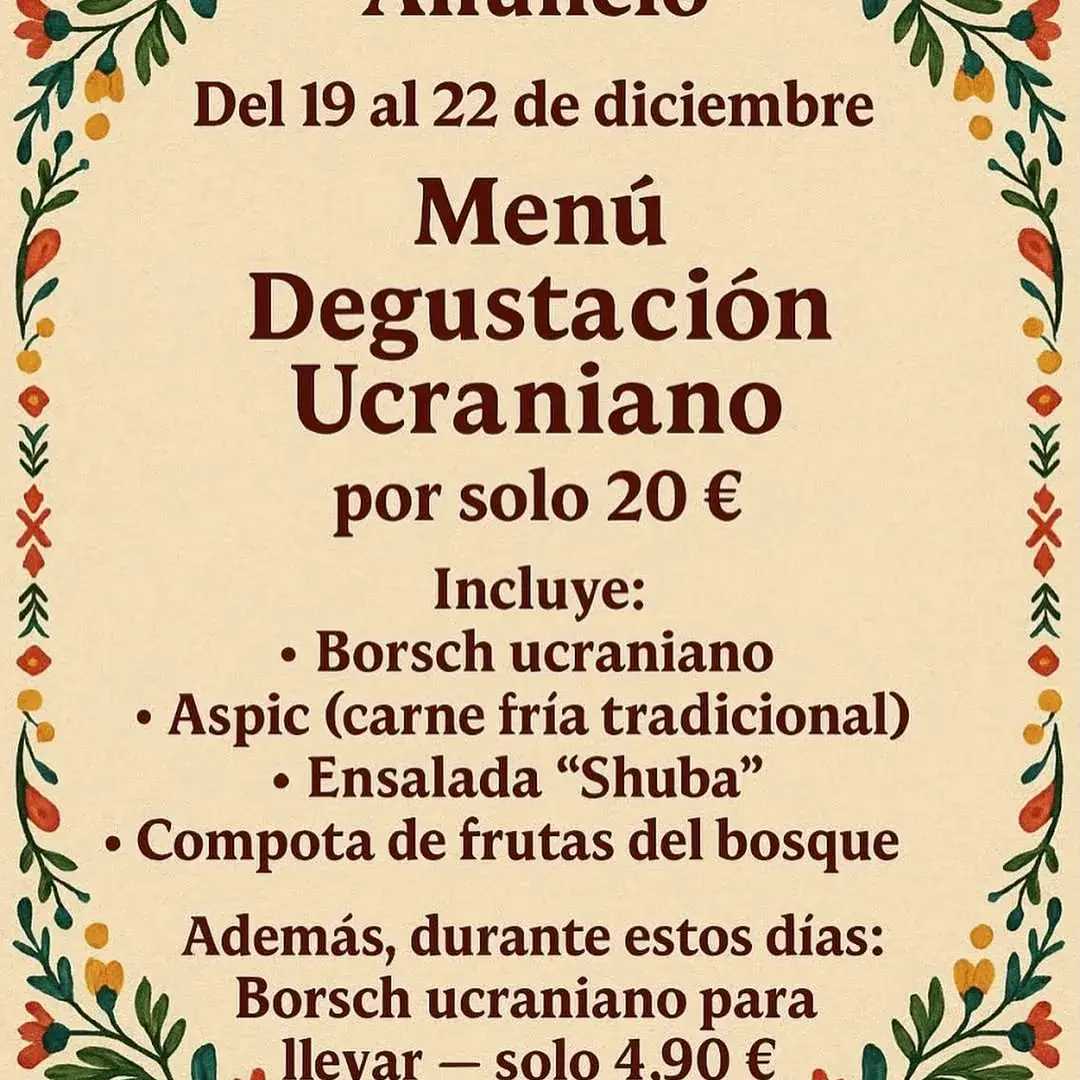 Anuncio
Del 19 al 22 de diciembre
Menú
Degustación
Ucraniano
por solo 20 €
Incluye:
• Borsch ucraniano
• Aspic (carne fría tradicional)
• Ensalada “Shuba”
• Compota de frutas del bosque
Además, durante estos días:
Borsch ucraniano para
llevar — solo 4,90 €